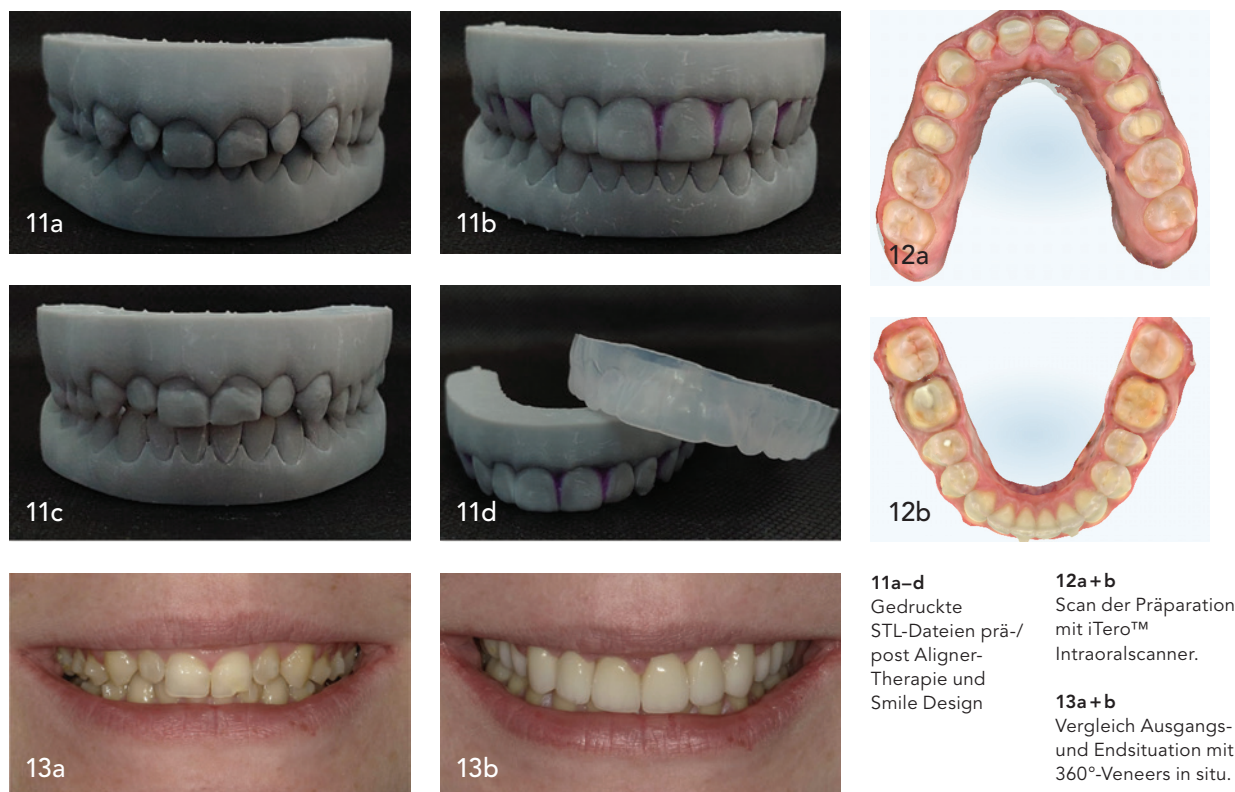 11a
11b
12a
11c
11d
12b
13a
13b
11a–d
Gedruckte
STL-Dateien prä-/
post Aligner-
Therapie und
Smile Design
12a+b
Scan der Präparation
mit iTero™
Intraoralscanner.
13a+b
Vergleich Ausgangs-
und Endsituation mit
360°-Veneers in situ.